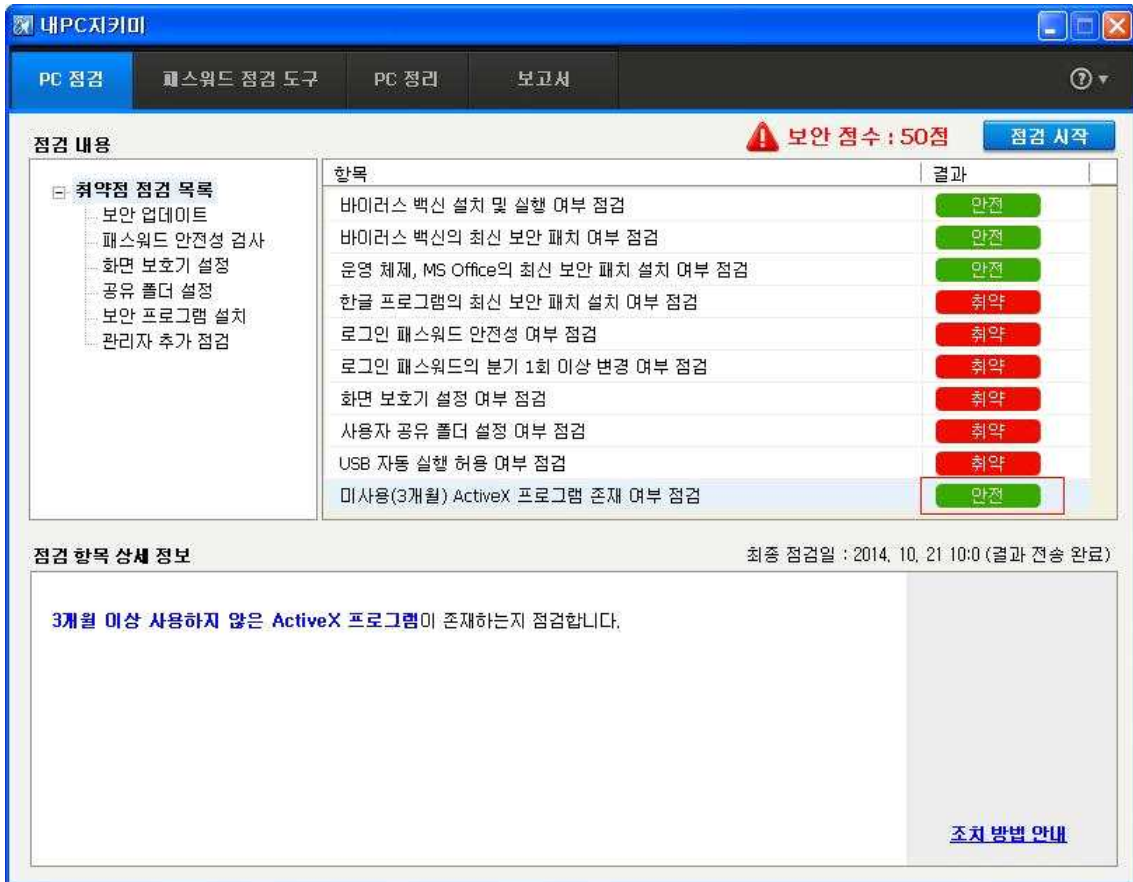 내PC지키미
PC 점검 패스워드 점검 도구 PC 정리 보고서
점검 내용
보안 점수 : 50점 점검 시작
취약점 점검 목록
보안 업데이트
패스워드 안전성 검사
화면 보호기 설정
공유 폴더 설정
보안 프로그램 설치
관리자 추가 점검
항목 결과
바이러스 백신 설치 및 실행 여부 점검 안전
바이러스 백신의 최신 보안 패치 여부 점검 안전
운영 체제, MS Office의 최신 보안 패치 설치 여부 점검 안전
한글 프로그램의 최신 보안 패치 설치 여부 점검 취약
로그인 패스워드 안전성 여부 점검 취약
로그인 패스워드의 분기 1회 이상 변경 여부 점검 취약
화면 보호기 설정 여부 점검 취약
사용자 공유 폴더 설정 여부 점검 취약
USB 자동 실행 허용 여부 점검 취약
미사용(3개월) ActiveX 프로그램 존재 여부 점검 안전
점검 항목 상세 정보 최종 점검일 : 2014, 10, 21 10:0 (결과 전송 완료)
3개월 이상 사용하지 않은 ActiveX 프로그램이 존재하는지 점검합니다.
조치 방법 안내